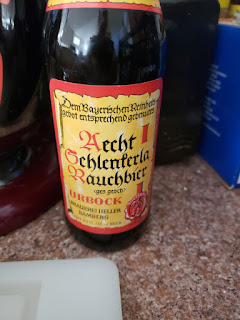 Dem Bayerischen Reinheits
gebot entsprechend gebraut!
Aecht
Schlenkerla
Rauchbier
URBOCK
BRAUEREI HELLER
BAMBERG